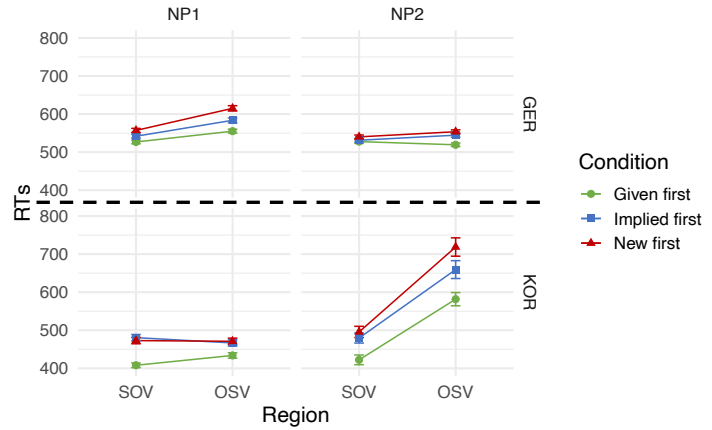 NP1 NP2
800
700
600
500
400
GER
RTs
800
700
600
500
400
KOR
SOV OSV SOV OSV
Region
Condition
Given first
Implied first
New first